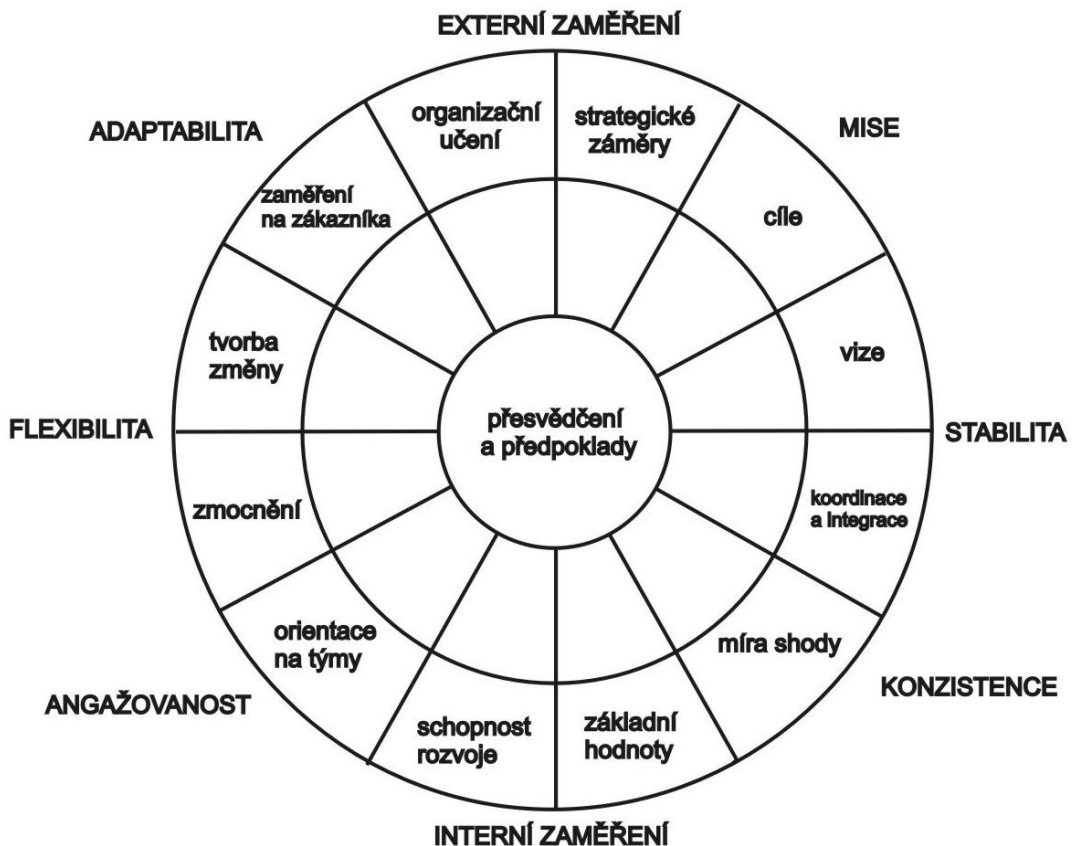 EXTERNÍ ZAMĚŘENÍ
ADAPTABILITA
MISE
organizační
učení
strategické
záměry
zaměření
na zákazníka
cíle
tvorba
změny
vize
FLEXIBILITA
přesvědčení
a předpoklady
STABILITA
zmocnění
koordinace
a integrace
orientace
na týmy
míra shody
ANGAŽOVANOST
KONZISTENCE
schopnost
rozvoje
základní
hodnoty
INTERNÍ ZAMĚŘENÍ